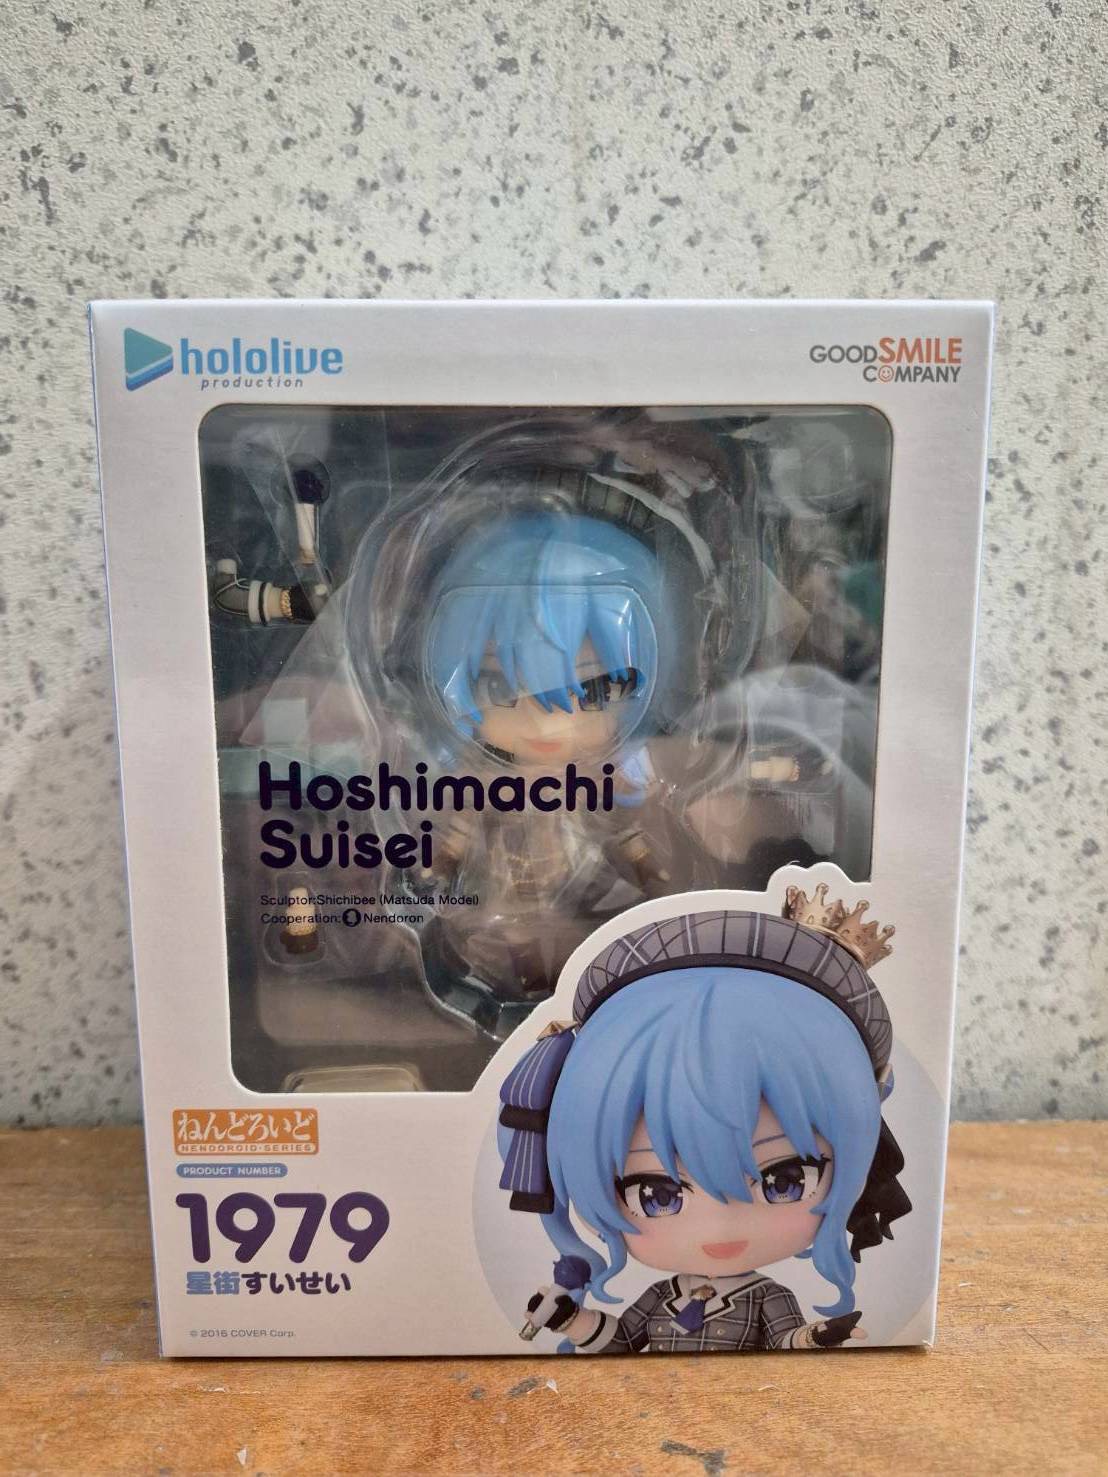 hololive
production
GOOD SMILE
COMPANY
Hoshimachi
Suisei
Sculptor:Shichibee (Matsuda Model)
Cooperation: Nendoron
ねんどろいど
NENDOROID·SERIES
PRODUCT NUMBER
1979
星街すいせい
© 2016 COVER Corp.